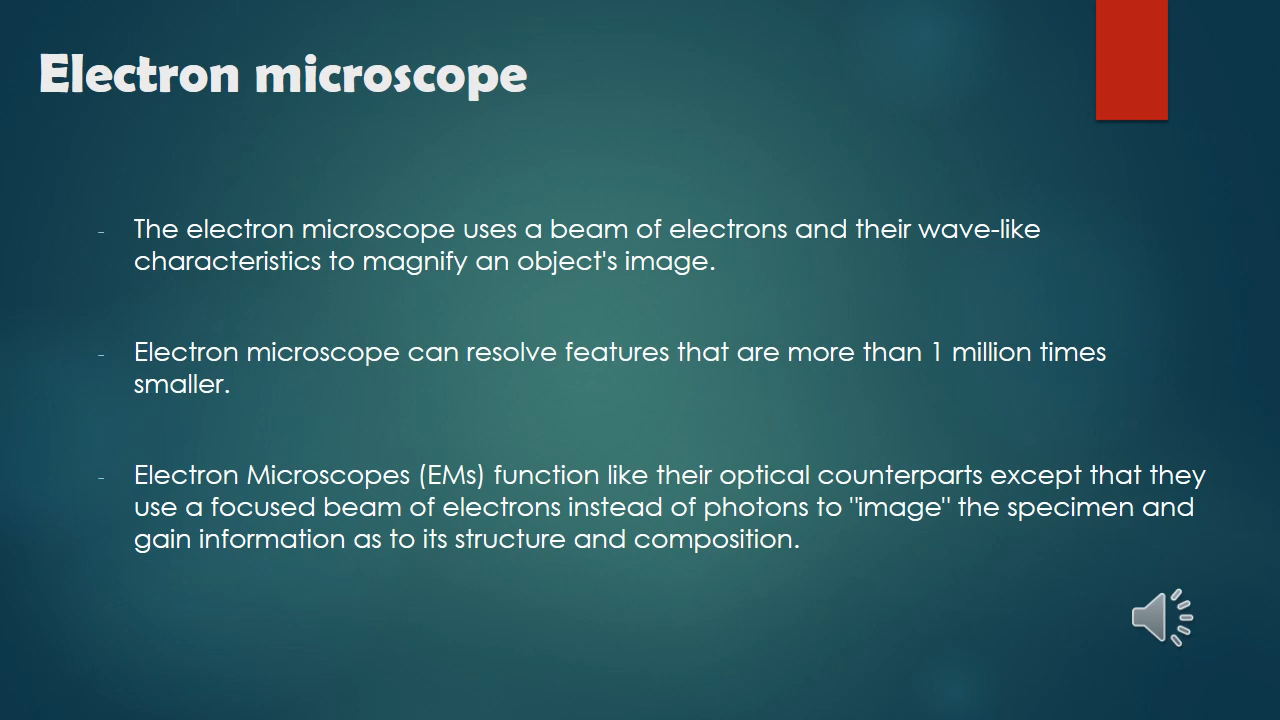 Electron microscope
- The electron microscope uses a beam of electrons and their wave-like
characteristics to magnify an object's image.
- Electron microscope can resolve features that are more than 1 million times
smaller.
- Electron Microscopes (EMs) function like their optical counterparts except that they
use a focused beam of electrons instead of photons to "image" the specimen and
gain information as to its structure and composition.